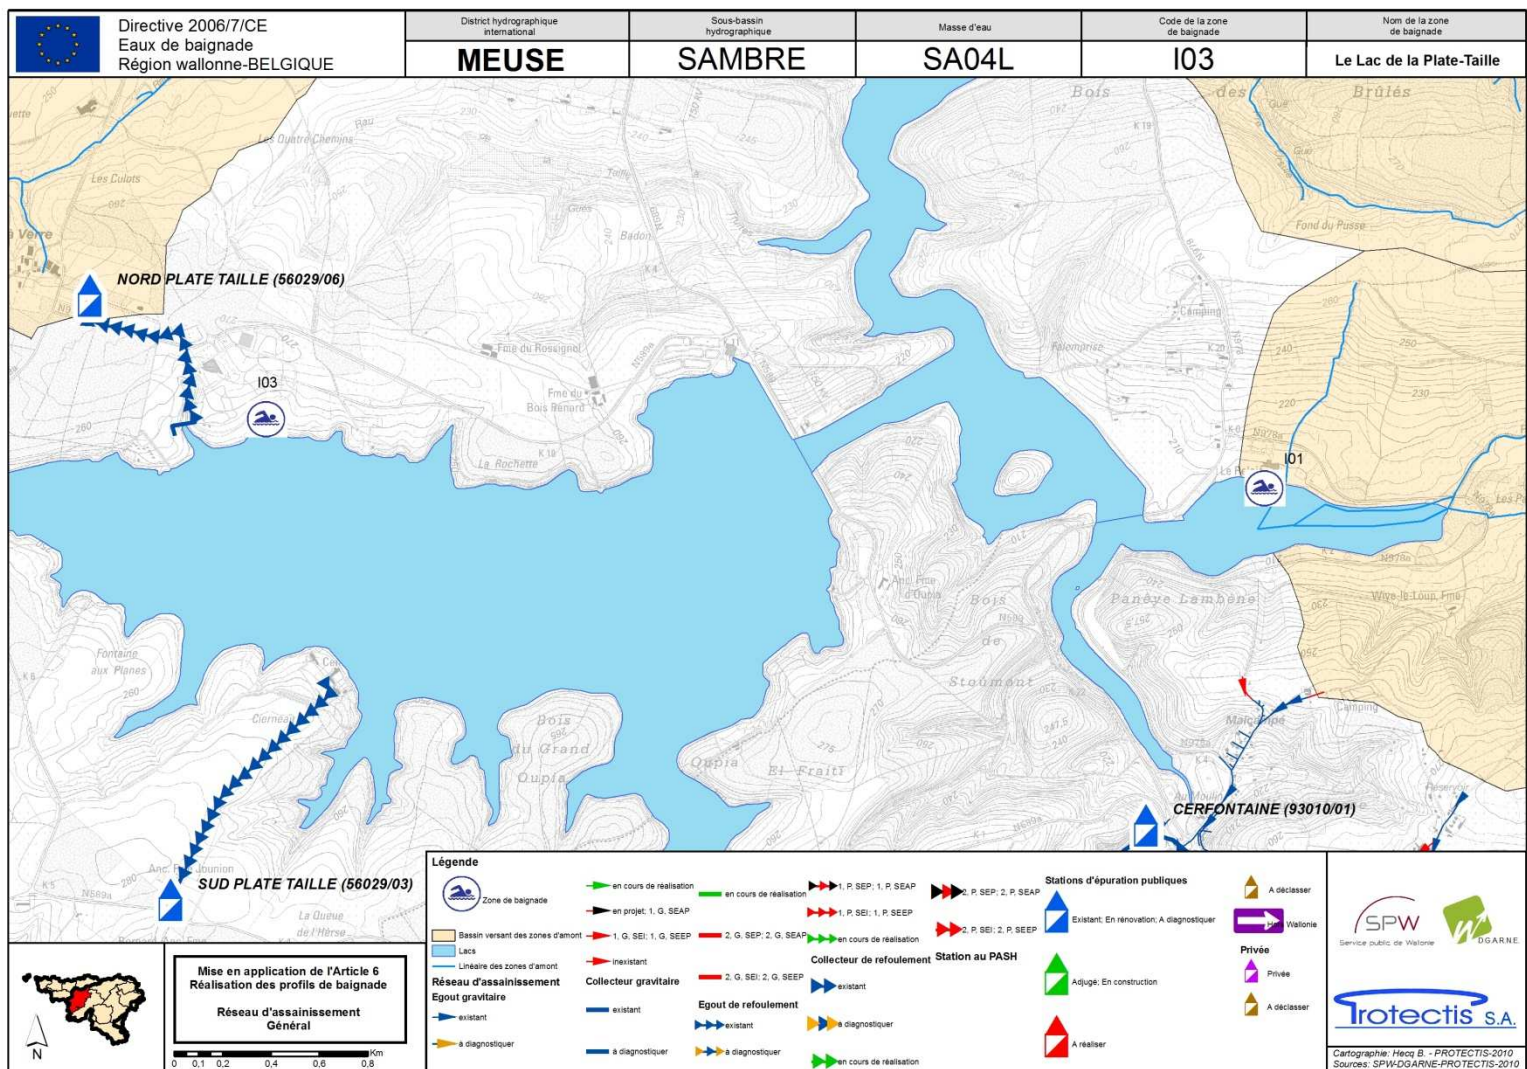 Directive 2006/7/CE
Eaux de baignade
Région wallonne-BELGIQUE
District hydrographique
international
MEUSE
Sous-bassin
hydrographique
SAMBRE
Masse d'eau
SA04L
Code de la zone
de baignade
I03
Nom de la zone
de baignade
Le Lac de la Plate-Taille
Bois des Brûlés
Les Quatre Chemins
Rau
Les Culots
à Verre
Badon
Fond du Pusse
NORD PLATE TAILLE (56029/06)
Camping
Falemprise
Fme du Rossignol
I03
Fme du
Bois Renard
La Rochette
I01
Anc. Fme
d'Oupia
Bois
de
Stoumont
Panêye Lambène
Fontaine
aux Planes
Bois
du Grand
Oupia
Oupia
El Fraiti
Camping
Réservoir
CERFONTAINE (93010/01)
SUD PLATE TAILLE (56029/03)
La Queue
de l'Herse
Légende
Zone de baignade
Bassin versant des zones d'amont
Lacs
Linéaire des zones d'amont
Réseau d'assainissement
Egout gravitaire
existant
à diagnostiquer
en cours de réalisation
en projet; 1, G, SEAP
1, G, SEI; 1, G, SEEP
inexistant
Collecteur gravitaire
existant
à diagnostiquer
en cours de réalisation
2, G, SEP; 2, G, SEAP
2, G, SEI; 2, G, SEEP
Egout de refoulement
existant
à diagnostiquer
1, P, SEP; 1, P, SEAP
1, P, SEI; 1, P, SEEP
en cours de réalisation
Collecteur de refoulement
existant
à diagnostiquer
en cours de réalisation
2, P, SEP; 2, P, SEAP
2, P, SEI; 2, P, SEEP
Station au PASH
Stations d'épuration publiques
Existant; En rénovation; A diagnostiquer
Adjugé; En construction
A réaliser
A déclasser
Hors Wallonie
Privée
Privée
A déclasser
SPW
Service public de Wallonie
DGARNE
Protectis S.A.
Cartographie: Hecq B. - PROTECTIS-2010
Sources: SPW-DGARNE-PROTECTIS-2010
N
Mise en application de l'Article 6
Réalisation des profils de baignade
Réseau d'assainissement
Général
0 0,1 0,2 0,4 0,6 0,8 Km